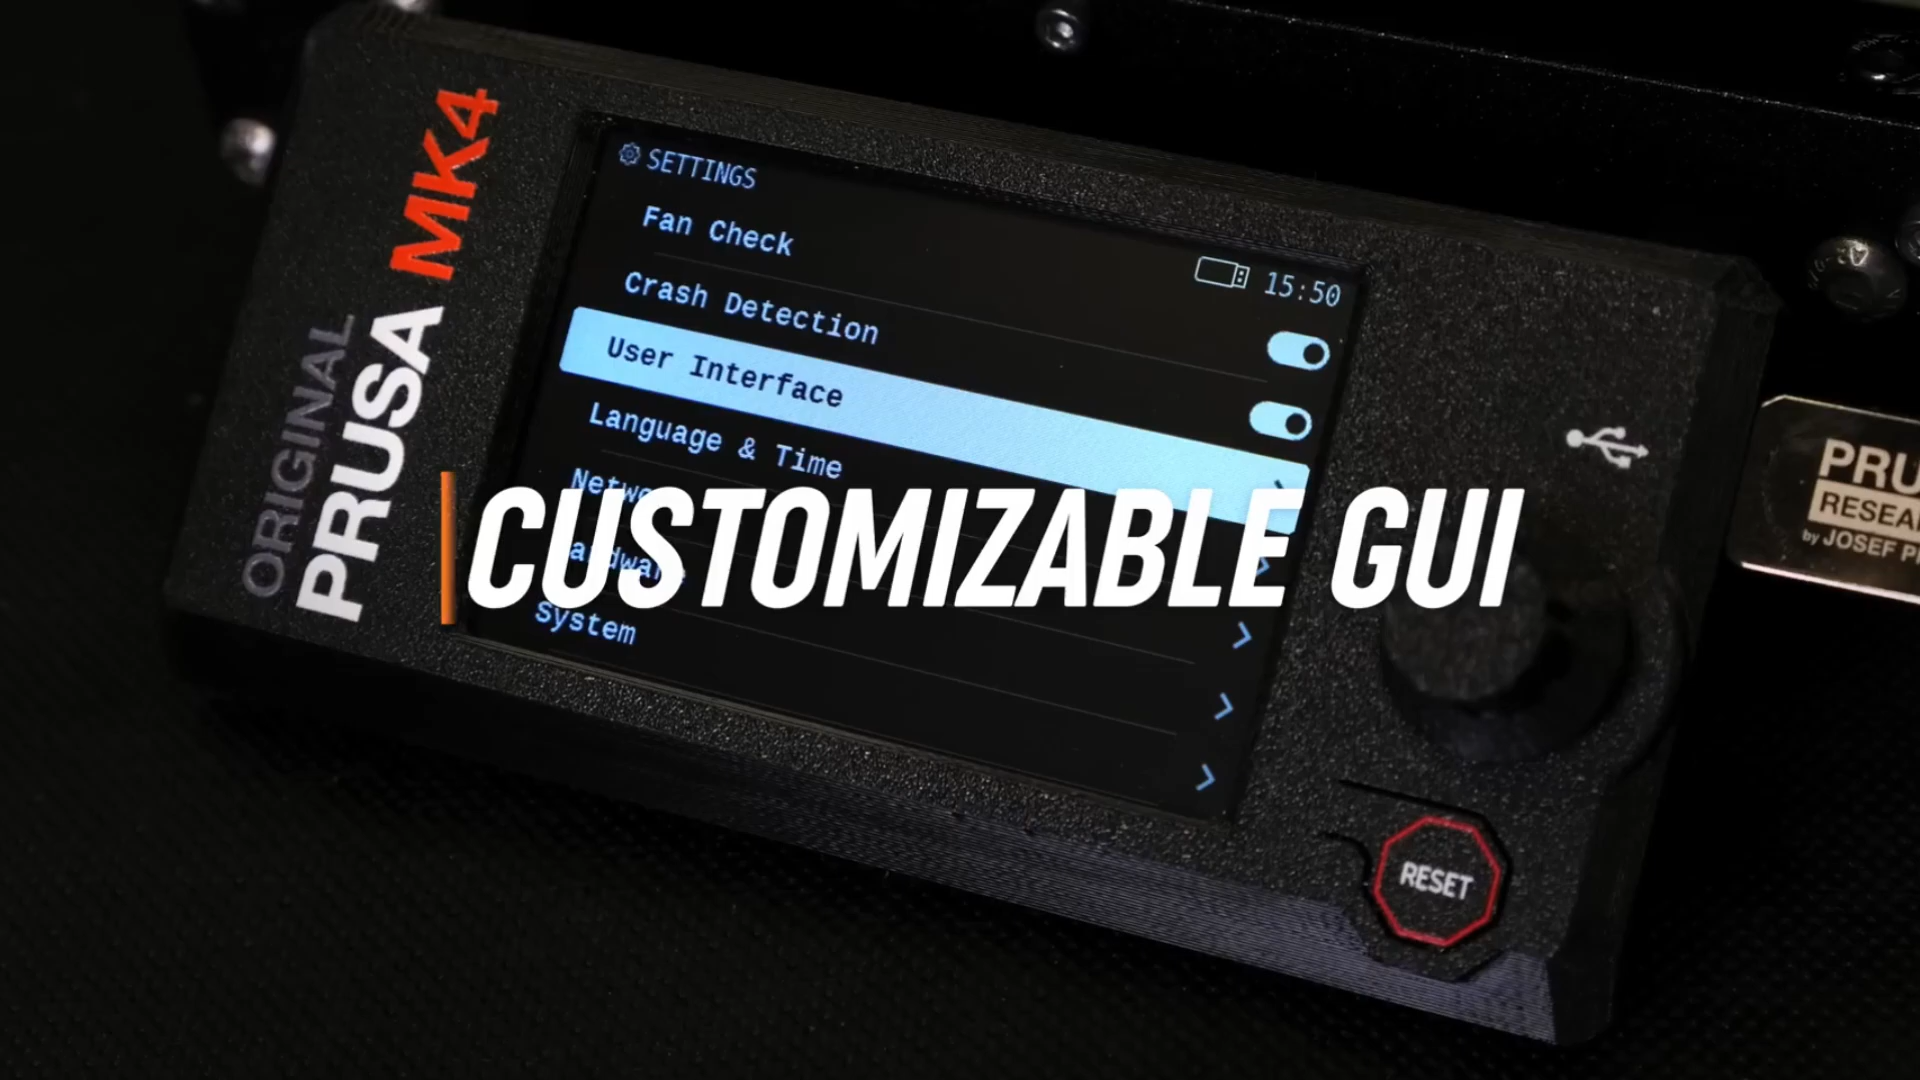 ORIGINAL
PRUSA MK4
SETTINGS
15:50
Fan Check
Crash Detection
User Interface
Language & Time
System
CUSTOMIZABLE GUI
RESET
PRU
RESEA
by JOSEF P